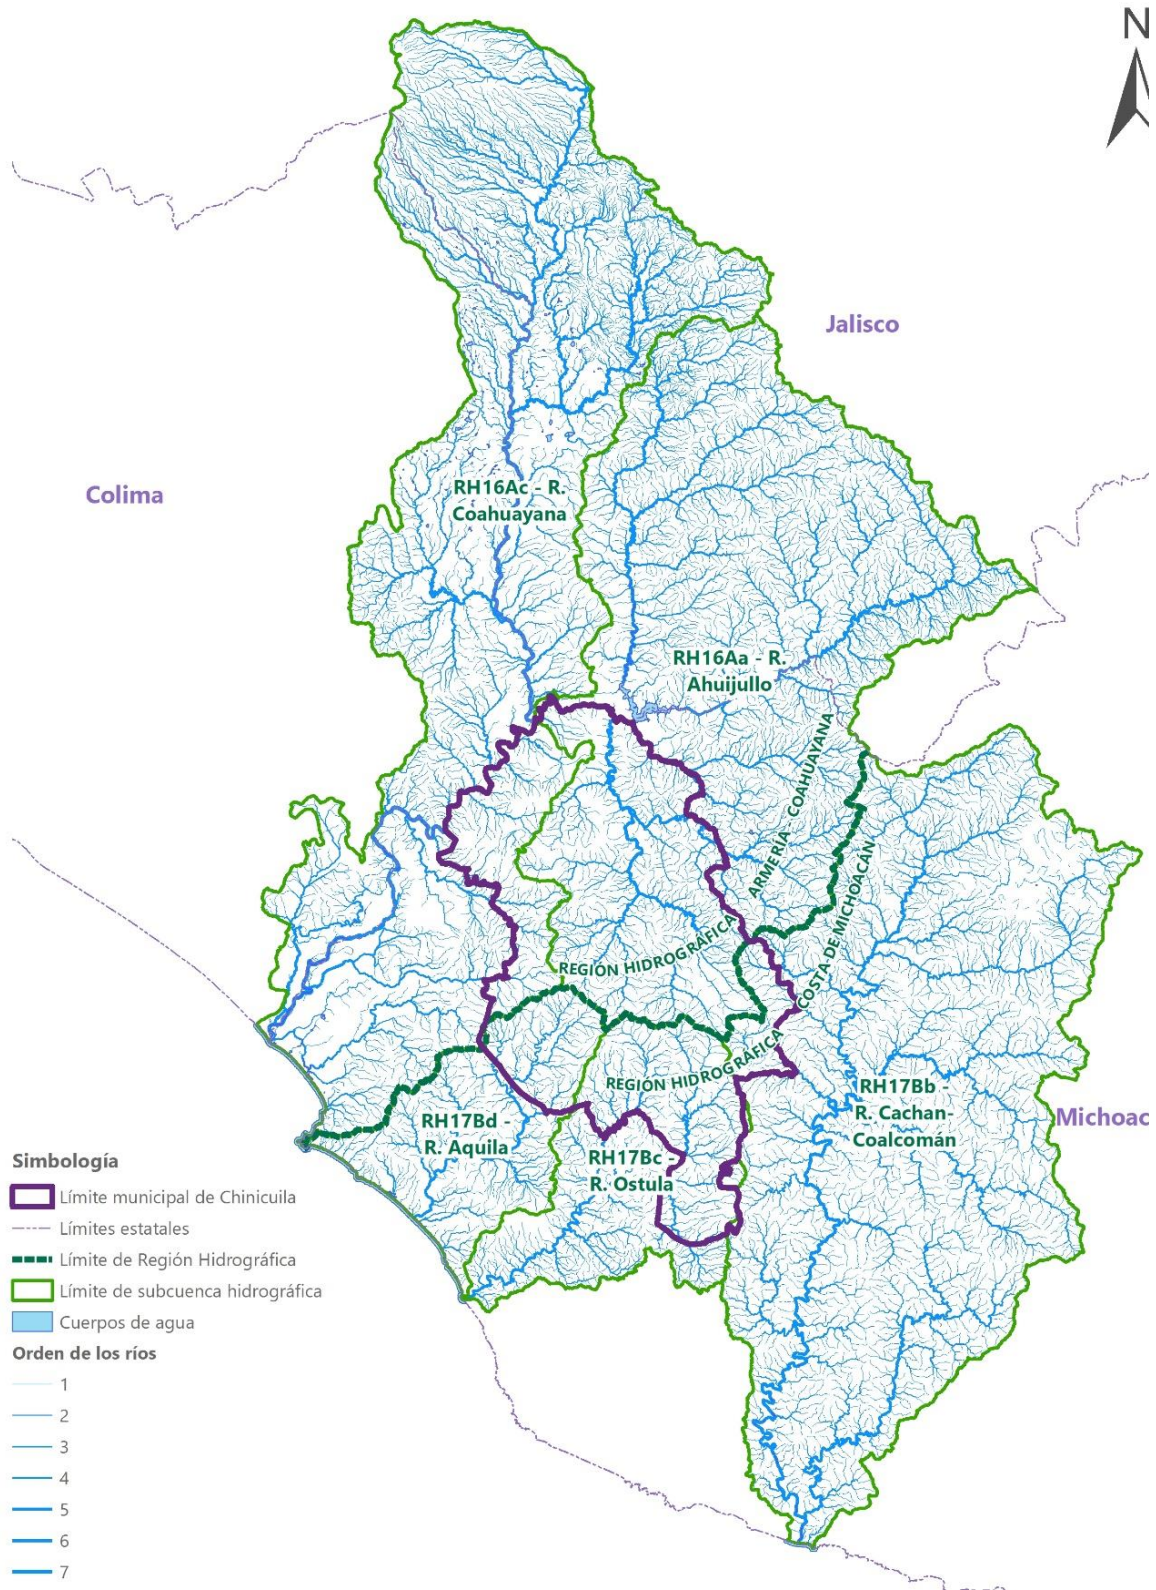 N
Jalisco
Colima
RH16Ac - R.
Coahuayana
RH16Aa - R.
Ahuijullo
ARMERÍA - COAHUAYANA
COSTA DE MICHOACÁN
REGIÓN HIDROGRÁFICA
REGIÓN HIDROGRÁFICA
RH17Bb -
R. Cachan-
Coalcomán
Michoac
RH17Bd -
R. Aquila
RH17Bc -
R. Ostula
Simbología
Límite municipal de Chinicuila
Límites estatales
Límite de Región Hidrográfica
Límite de subcuenca hidrográfica
Cuerpos de agua
Orden de los ríos
1
2
3
4
5
6
7